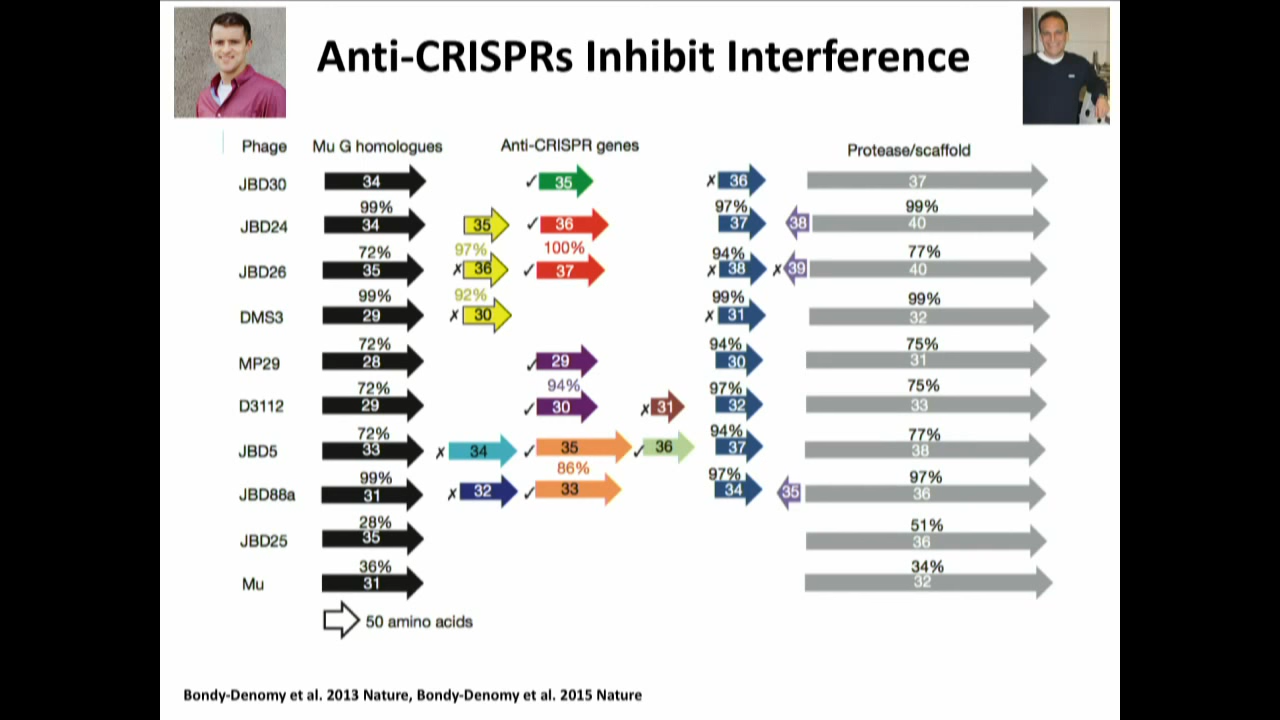 Anti-CRISPRs Inhibit Interference
Phage Mu G homologues Anti-CRISPR genes Protease/scaffold
JBD30 34 ✓ 35 ✗ 36 37
99% 97% 99%
JBD24 34 35 ✓ 36 37 38 40
72% 97% 100% 94% 77%
JBD26 35 ✗ 36 ✓ 37 ✗ 38 ✗ 39 40
99% 92% 99% 99%
DMS3 29 ✗ 30 ✗ 31 32
72% 94% 75%
MP29 28 ✓ 29 30 31
72% 94% 97% 75%
D3112 29 ✓ 30 ✗ 31 32 33
72% 94% 77%
JBD5 33 ✗ 34 ✓ 35 ✓ 36 37 38
99% 86% 97% 97%
JBD88a 31 ✗ 32 ✓ 33 34 35 36
28% 51%
JBD25 35 36
36% 34%
Mu 31 32
50 amino acids
Bondy-Denomy et al. 2013 Nature, Bondy-Denomy et al. 2015 Nature